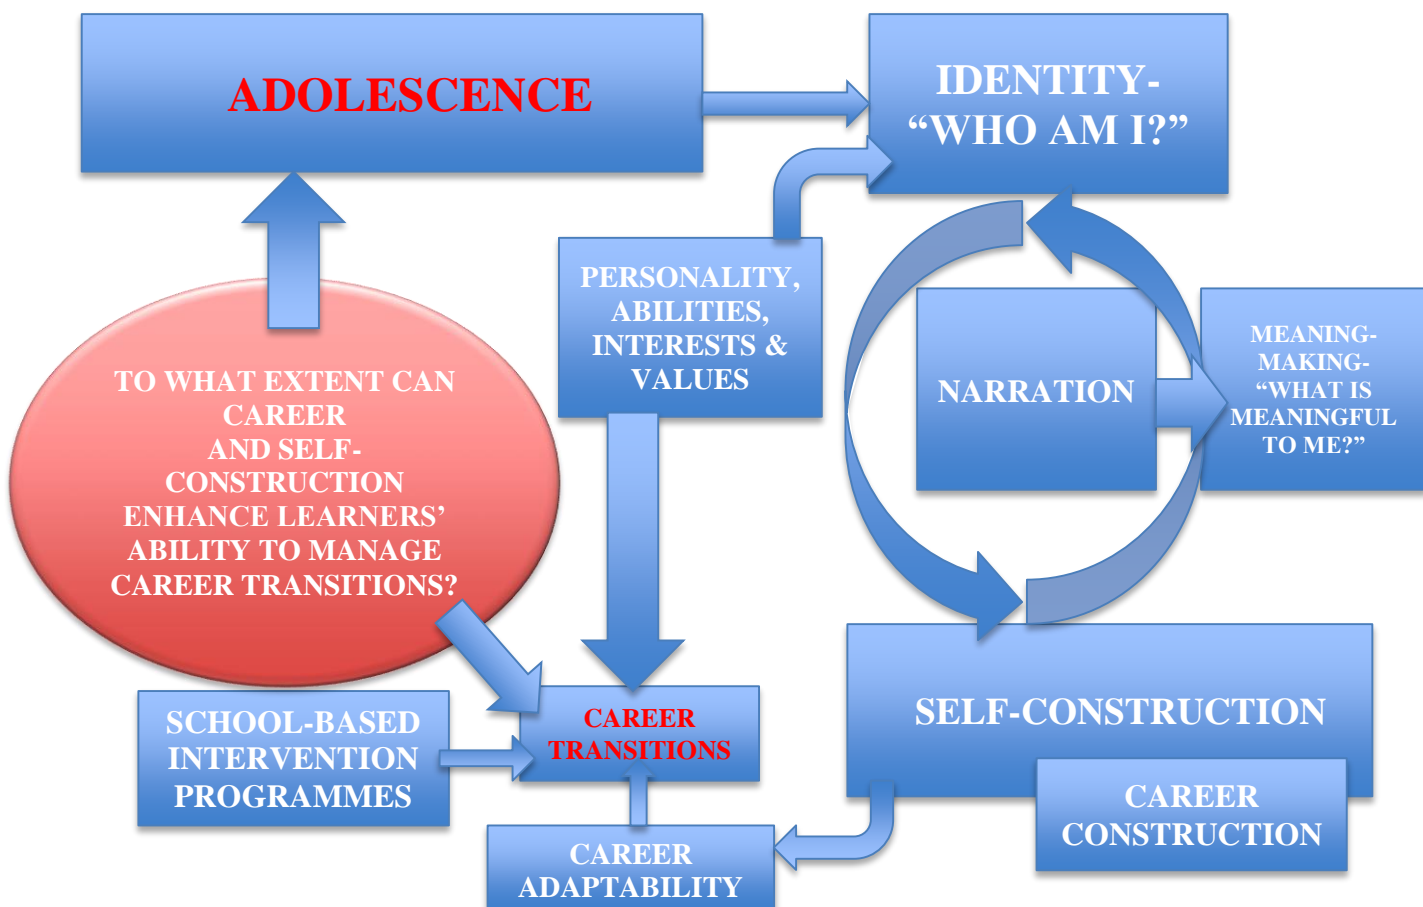 ADOLESCENCE
IDENTITY-
“WHO AM I?”
PERSONALITY,
ABILITIES,
INTERESTS &
VALUES
NARRATION
MEANING-
MAKING-
“WHAT IS
MEANINGFUL
TO ME?”
TO WHAT EXTENT CAN
CAREER
AND SELF-
CONSTRUCTION
ENHANCE LEARNERS’
ABILITY TO MANAGE
CAREER TRANSITIONS?
SCHOOL-BASED
INTERVENTION
PROGRAMMES
CAREER
TRANSITIONS
SELF-CONSTRUCTION
CAREER
CONSTRUCTION
CAREER
ADAPTABILITY